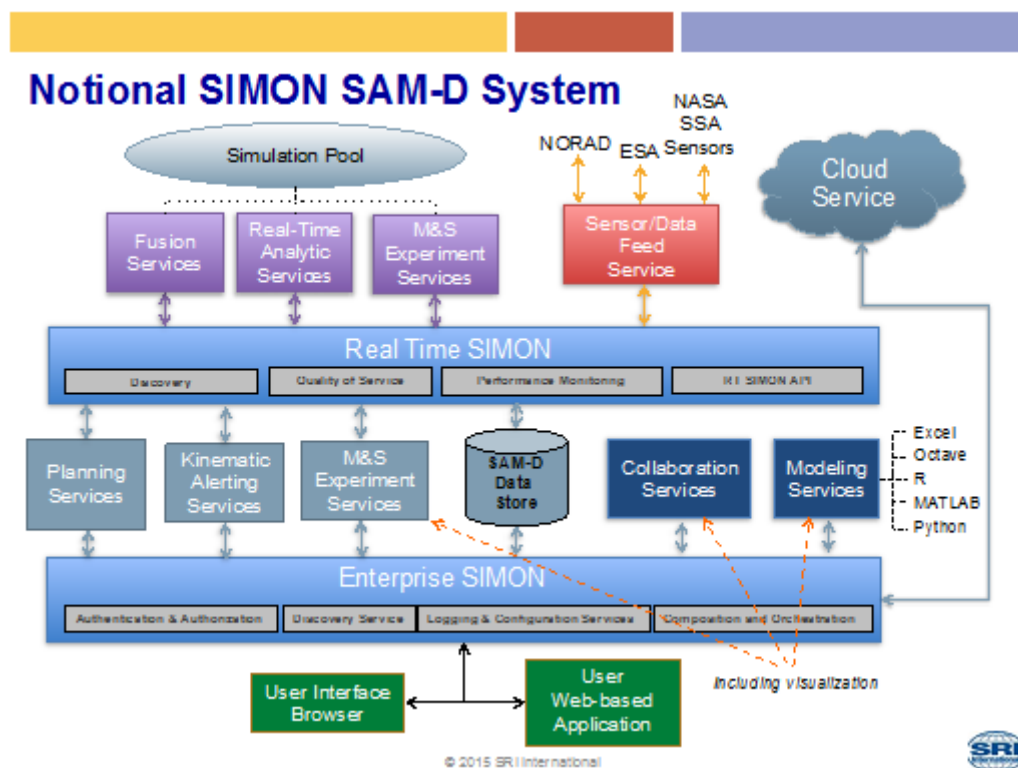 Notional SIMON SAM-D System
Simulation Pool
NORAD
ESA
NASA
SSA
Sensors
Cloud
Service
Fusion
Services
Real-Time
Analytic
Services
M&S
Experiment
Services
Sensor/Data
Feed
Service
Real Time SIMON
Discovery
Quality of Service
Performance Monitoring
RT SIMON API
Planning
Services
Kinematic
Alerting
Services
M&S
Experiment
Services
SAM-D
Data
Store
Collaboration
Services
Modeling
Services
Excel
Octave
R
MATLAB
Python
Enterprise SIMON
Authentication & Authorization
Discovery Service
Logging & Configuration Services
Composition and Orchestration
Including visualization
User Interface
Browser
User
Web-based
Application
© 2015 SRI International
SRI
International